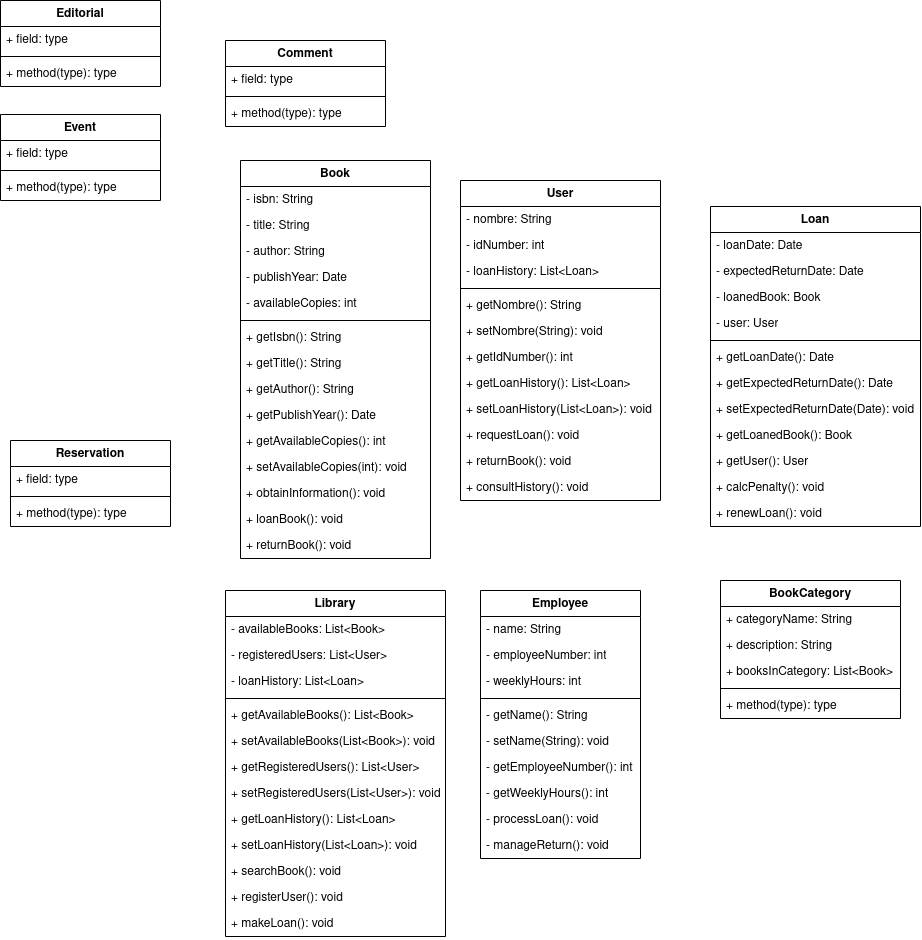 Editorial
+ field: type
+ method(type): type
Comment
+ field: type
+ method(type): type
Event
+ field: type
+ method(type): type
Book
- isbn: String
- title: String
- author: String
- publishYear: Date
- availableCopies: int
+ getIsbn(): String
+ getTitle(): String
+ getAuthor(): String
+ getPublishYear(): Date
+ getAvailableCopies(): int
+ setAvailableCopies(int): void
+ obtainInformation(): void
+ loanBook(): void
+ returnBook(): void
User
- nombre: String
- idNumber: int
- loanHistory: List<Loan>
+ getNombre(): String
+ setNombre(String): void
+ getIdNumber(): int
+ getLoanHistory(): List<Loan>
+ setLoanHistory(List<Loan>): void
+ requestLoan(): void
+ returnBook(): void
+ consultHistory(): void
Loan
- loanDate: Date
- expectedReturnDate: Date
- loanedBook: Book
- user: User
+ getLoanDate(): Date
+ getExpectedReturnDate(): Date
+ setExpectedReturnDate(Date): void
+ getLoanedBook(): Book
+ getUser(): User
+ calcPenalty(): void
+ renewLoan(): void
Reservation
+ field: type
+ method(type): type
Library
- availableBooks: List<Book>
- registeredUsers: List<User>
- loanHistory: List<Loan>
+ getAvailableBooks(): List<Book>
+ setAvailableBooks(List<Book>): void
+ getRegisteredUsers(): List<User>
+ setRegisteredUsers(List<User>): void
+ getLoanHistory(): List<Loan>
+ setLoanHistory(List<Loan>): void
+ searchBook(): void
+ registerUser(): void
+ makeLoan(): void
Employee
- name: String
- employeeNumber: int
- weeklyHours: int
- getName(): String
- setName(String): void
- getEmployeeNumber(): int
- getWeeklyHours(): int
- processLoan(): void
- manageReturn(): void
BookCategory
+ categoryName: String
+ description: String
+ booksInCategory: List<Book>
+ method(type): type